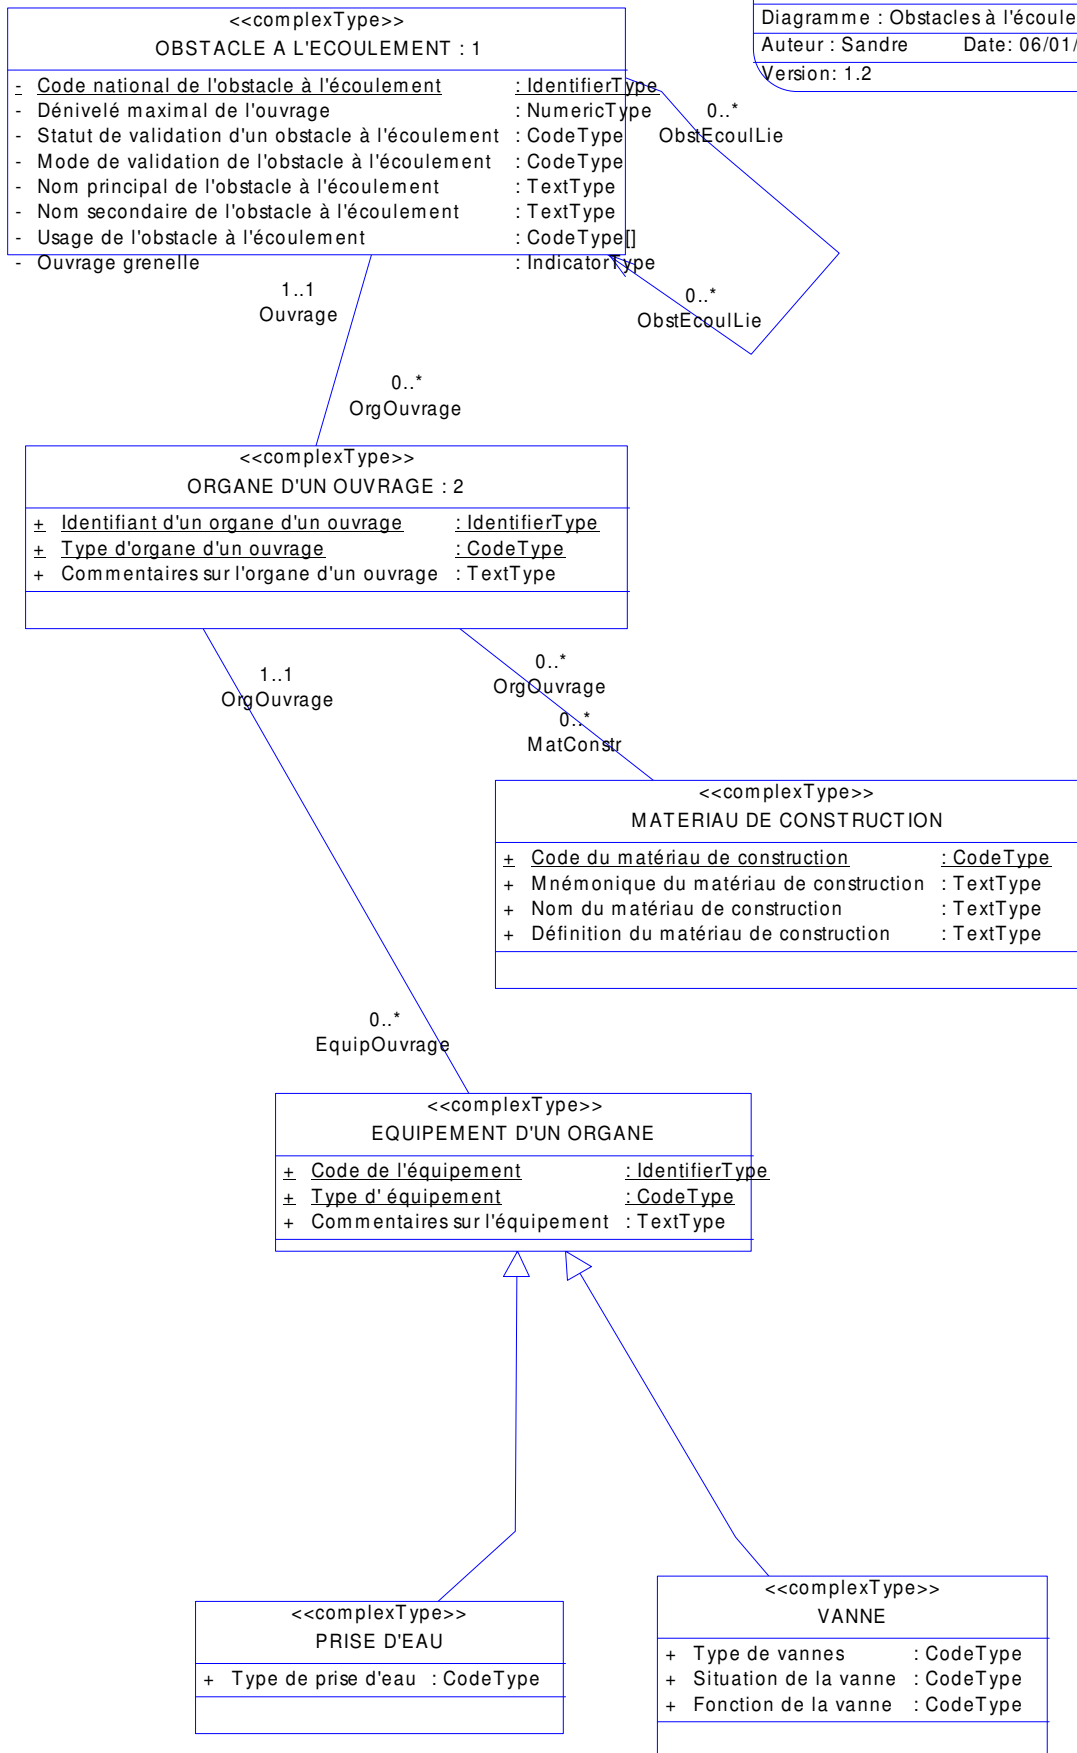 <<complexType>>
OBSTACLE A L'ECOULEMENT : 1
- Code national de l'obstacle à l'écoulement : IdentifierType
- Dénivelé maximal de l'ouvrage : NumericType
- Statut de validation d'un obstacle à l'écoulement : CodeType
- Mode de validation de l'obstacle à l'écoulement : CodeType
- Nom principal de l'obstacle à l'écoulement : TextType
- Nom secondaire de l'obstacle à l'écoulement : TextType
- Usage de l'obstacle à l'écoulement : CodeType[]
- Ouvrage grenelle : IndicatorType
Diagramme : Obstacles à l'écoule
Auteur : Sandre Date: 06/01/
Version: 1.2
0..*
ObstEcoulLie
0..*
ObstEcoulLie
1..1
Ouvrage
0..*
OrgOuvrage
<<complexType>>
ORGANE D'UN OUVRAGE : 2
+ Identifiant d'un organe d'un ouvrage : IdentifierType
+ Type d'organe d'un ouvrage : CodeType
+ Commentaires sur l'organe d'un ouvrage : TextType
1..1
OrgOuvrage
0..*
OrgOuvrage
0..*
MatConstr
<<complexType>>
MATERIAU DE CONSTRUCTION
+ Code du matériau de construction : CodeType
+ Mnémonique du matériau de construction : TextType
+ Nom du matériau de construction : TextType
+ Définition du matériau de construction : TextType
0..*
EquipOuvrage
<<complexType>>
EQUIPEMENT D'UN ORGANE
+ Code de l'équipement : IdentifierType
+ Type d' équipement : CodeType
+ Commentaires sur l'équipement : TextType
<<complexType>>
PRISE D'EAU
+ Type de prise d'eau : CodeType
<<complexType>>
VANNE
+ Type de vannes : CodeType
+ Situation de la vanne : CodeType
+ Fonction de la vanne : CodeType